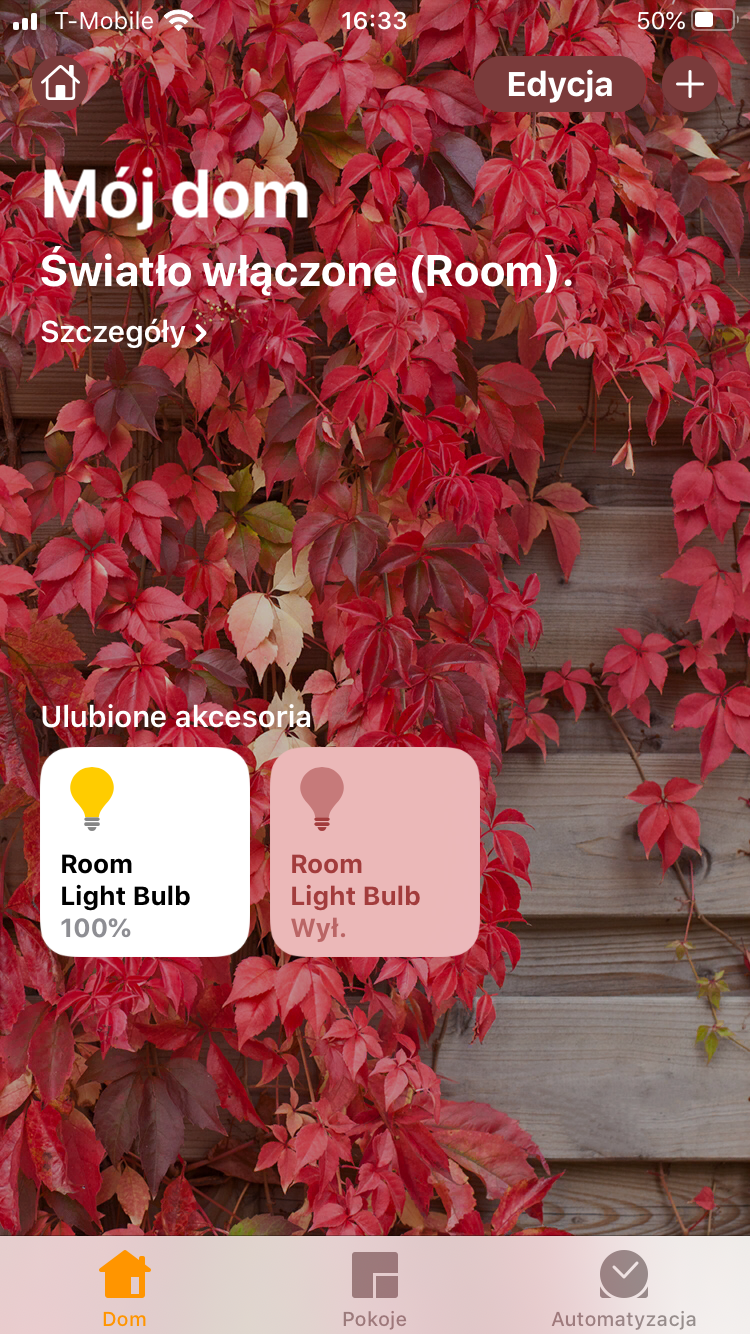 T-Mobile 16:33 50%
Edycja
Mój dom
Światło włączone (Room).
Szczegóły
Ulubione akcesoria
Room
Light Bulb
100%
Room
Light Bulb
Wył.
Dom Pokoje Automatyzacja